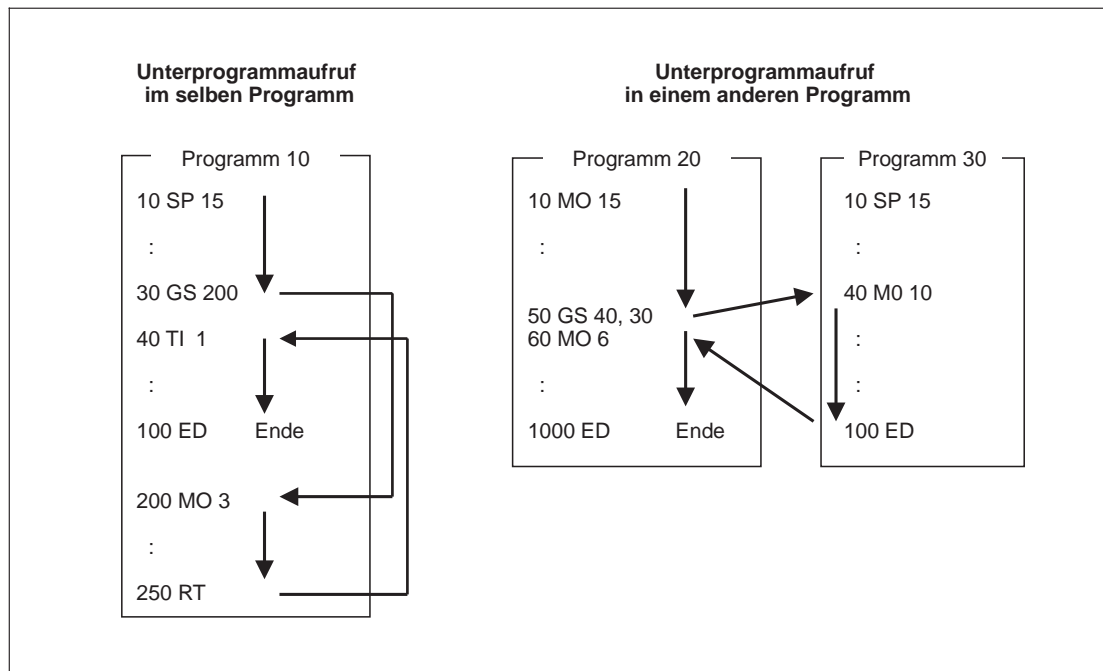 Unterprogrammaufruf
im selben Programm
Programm 10
10 SP 15
:
30 GS 200
40 TI 1
:
100 ED Ende
200 MO 3
:
250 RT
Unterprogrammaufruf
in einem anderen Programm
Programm 20
10 MO 15
:
50 GS 40, 30
60 MO 6
:
1000 ED Ende
Programm 30
10 SP 15
:
40 M0 10
:
:
100 ED